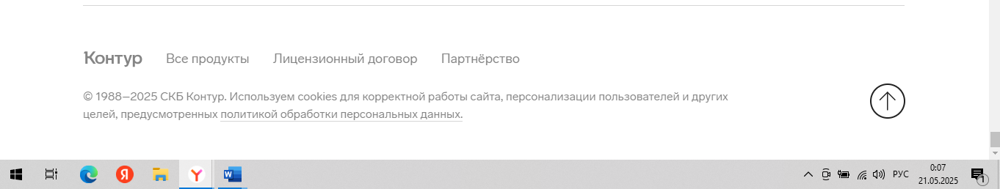 Контур Все продукты Лицензионный договор Партнёрство
© 1988–2025 СКБ Контур. Используем cookies для корректной работы сайта, персонализации пользователей и других
целей, предусмотренных политикой обработки персональных данных.
Я Y W РУС 0:07
21.05.2025 1